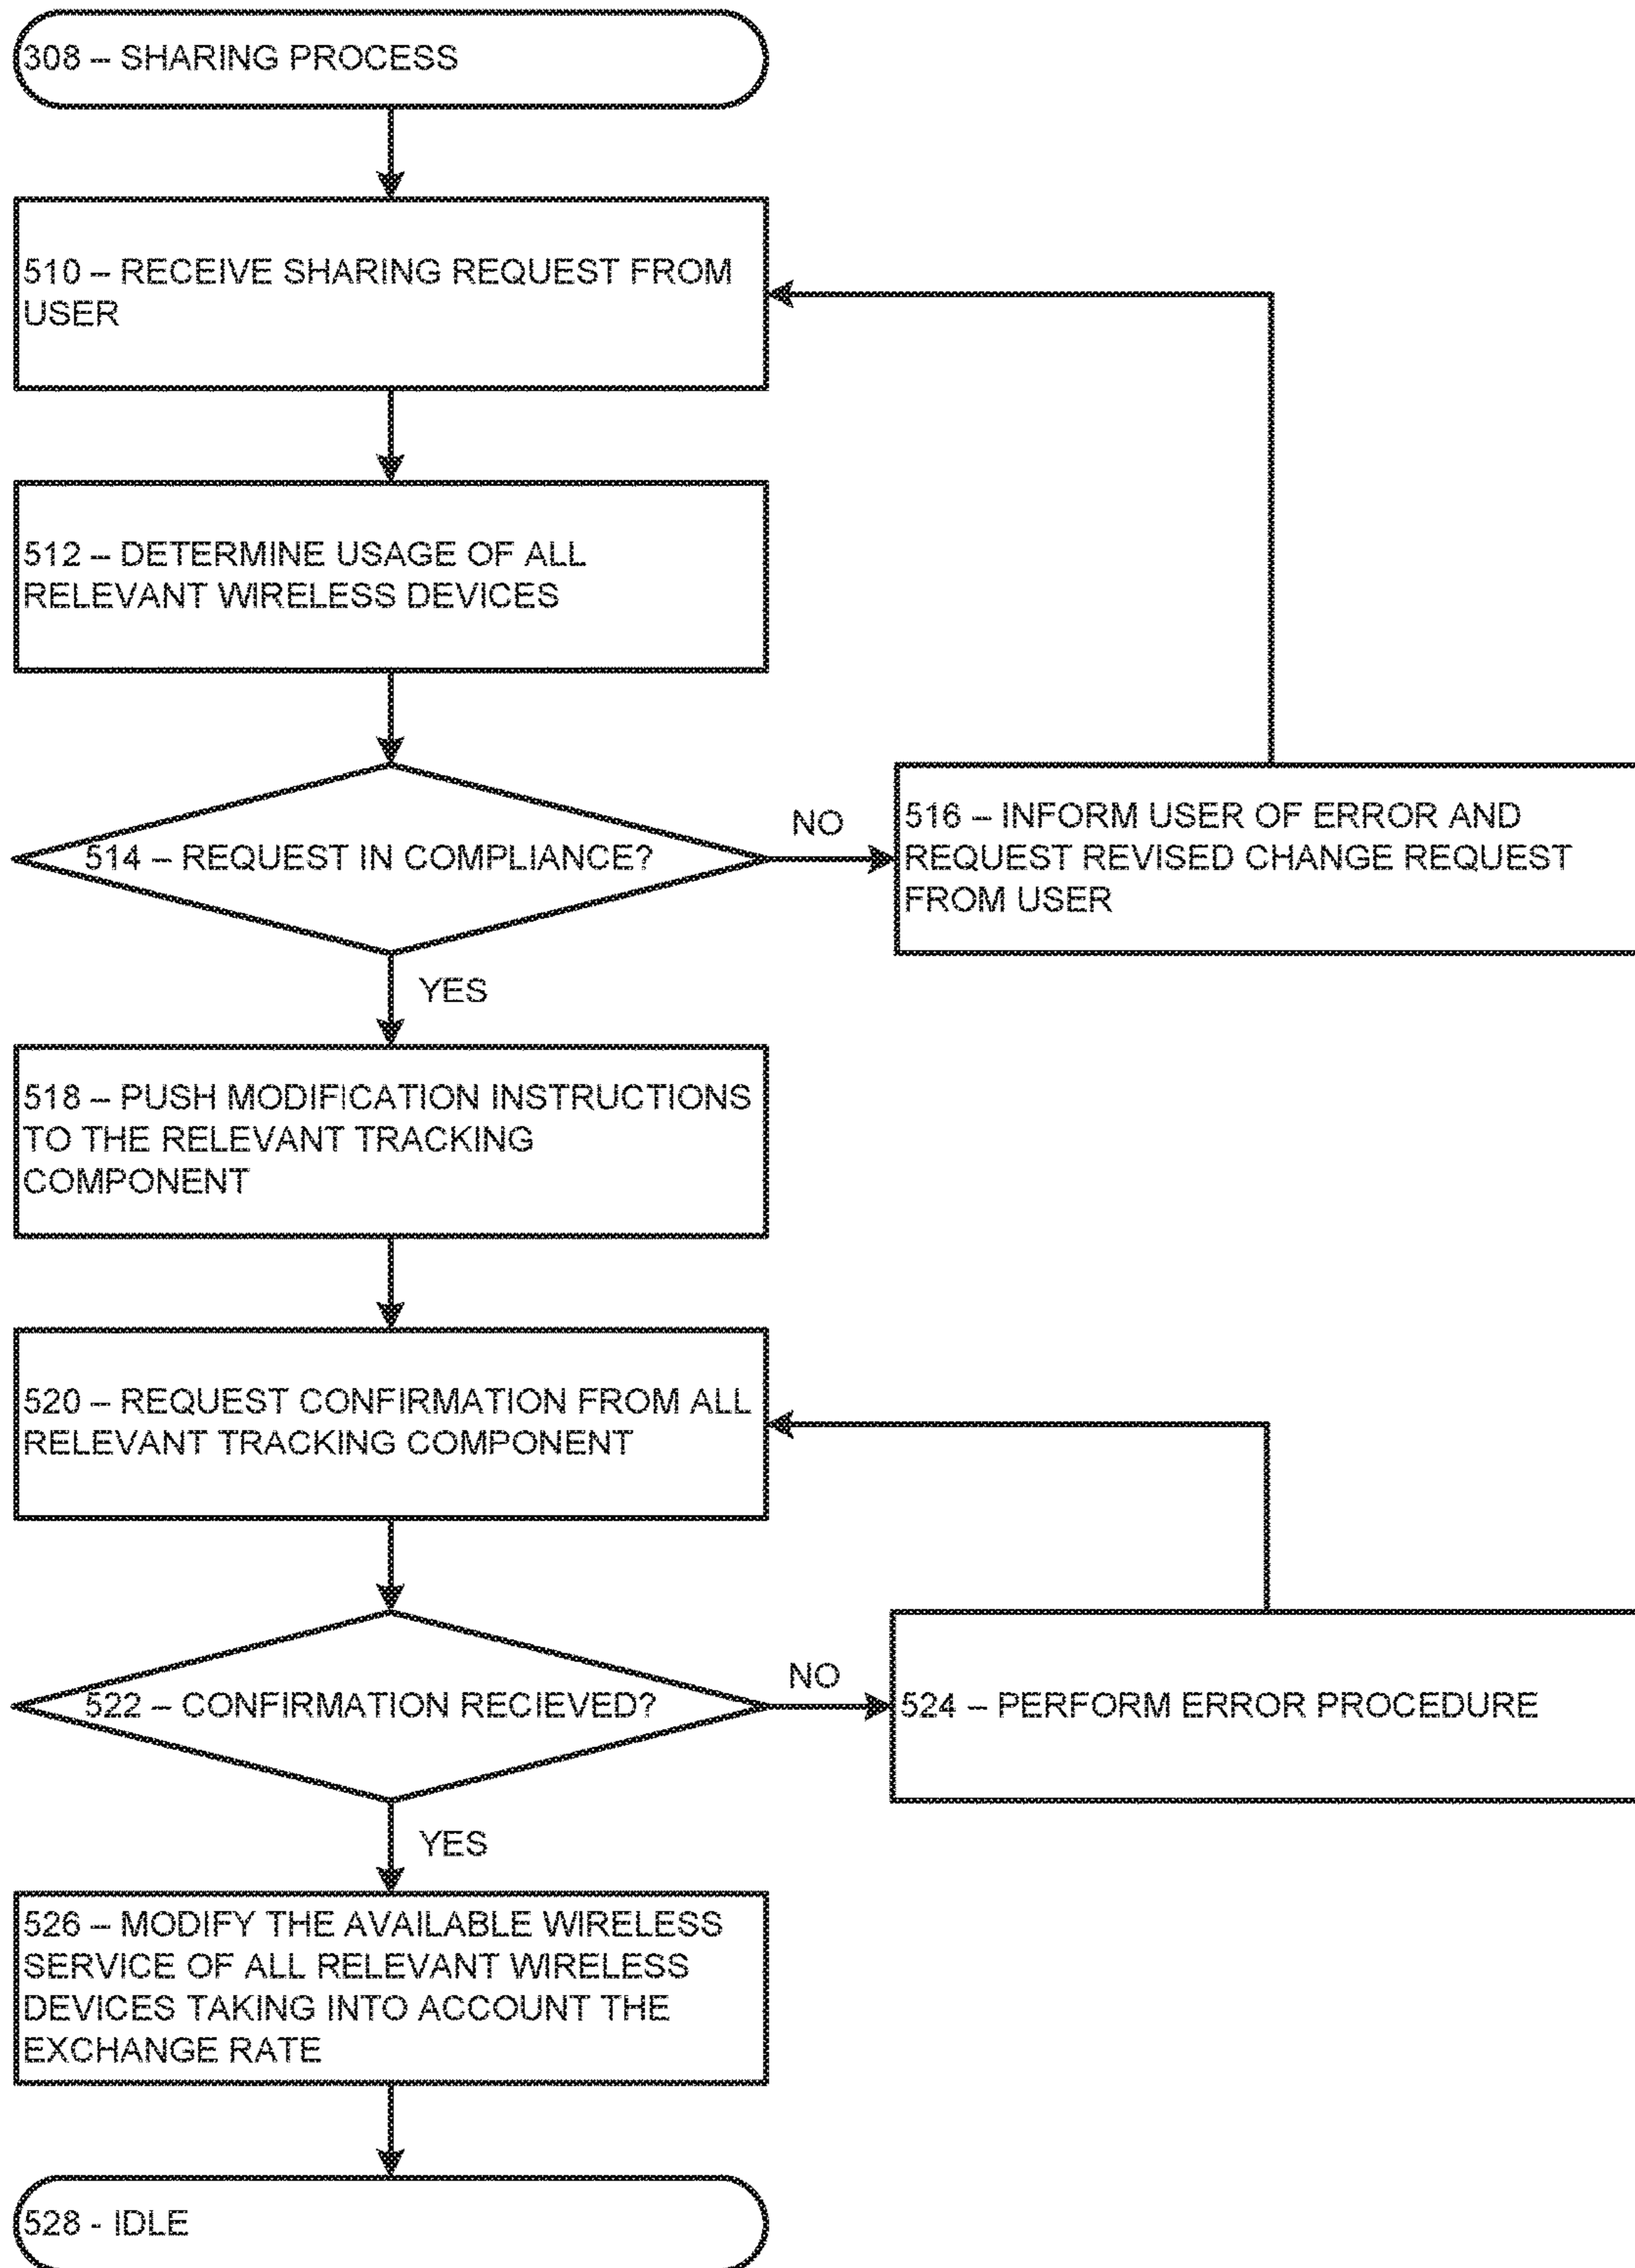 308 – SHARING PROCESS
510 – RECEIVE SHARING REQUEST FROM
USER
512 – DETERMINE USAGE OF ALL
RELEVANT WIRELESS DEVICES
514 – REQUEST IN COMPLIANCE?
NO
516 – INFORM USER OF ERROR AND
REQUEST REVISED CHANGE REQUEST
FROM USER
YES
518 – PUSH MODIFICATION INSTRUCTIONS
TO THE RELEVANT TRACKING
COMPONENT
520 – REQUEST CONFIRMATION FROM ALL
RELEVANT TRACKING COMPONENT
522 – CONFIRMATION RECIEVED?
NO
524 – PERFORM ERROR PROCEDURE
YES
526 – MODIFY THE AVAILABLE WIRELESS
SERVICE OF ALL RELEVANT WIRELESS
DEVICES TAKING INTO ACCOUNT THE
EXCHANGE RATE
528 - IDLE